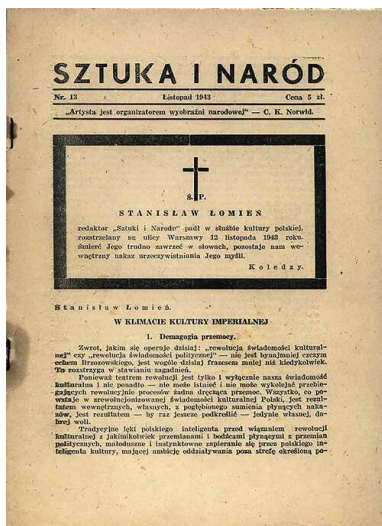 SZTUKA I NARÓD
Nr. 13 Listopad 1943 Cena 5 zł.
„Artysta jest organizatorem wyobraźni narodowej" — C. K. Norwid.
Ś. P.
STANISŁAW ŁOMIEŃ
redaktor „Sztuki i Narodu" padł w służbie kultury polskiej,
rozstrzelany na ulicy Warszawy 12 listopada 1943 roku.
śmierć Jego trudno zawrzeć w słowach, pozostaje nam we-
wnętrzny nakaz urzeczywistniania Jego myśli.
Koledzy.
Stanisław Łomień.
W KLIMACIE KULTURY IMPERIALNEJ
1. Demagogia przemocy.
Zwrot, jakim się operuje dzisiaj: „rewolucja świadomości kultural-
nej" czy „rewolucja świadomości politycznej" — nie jest bynajmniej czczym
echem Brzozowskiego, jest wogóle dzisiaj frazesem mniej niż kiedykolwiek.
To rozstrzyga w stawianiu zagadnień.
Ponieważ teatrem rewolucji jest tylko i wyłącznie nasza świadomość
kulturalna i nic ponadto — nie może istnieć i nie może wykolejać przebie-
gających rewolucyjnie procesów żadna dręcząca przemoc. Wszystko, co po-
wstaje w zrewolucjonizowanej świadomości kulturalnej Polski, jest rezul-
tatem wewnętrznych, własnych, z pogłębionego sumienia płynących naka-
zów, jest rezultatem — by raz jeszcze podkreślić — jedynie własnej, do-
brej woli.
Tradycyjne lęki polskiego inteligenta przed wiązaniem rewolucji
kulturalnej z jakimikolwiek przemianami i bodźcami płynącymi z przemian
politycznych, małoduszne i instynktowne zapieranie się przez polskiego in-
teligenta kultury, mającej ambicję oddziaływania poza strefę określoną po-